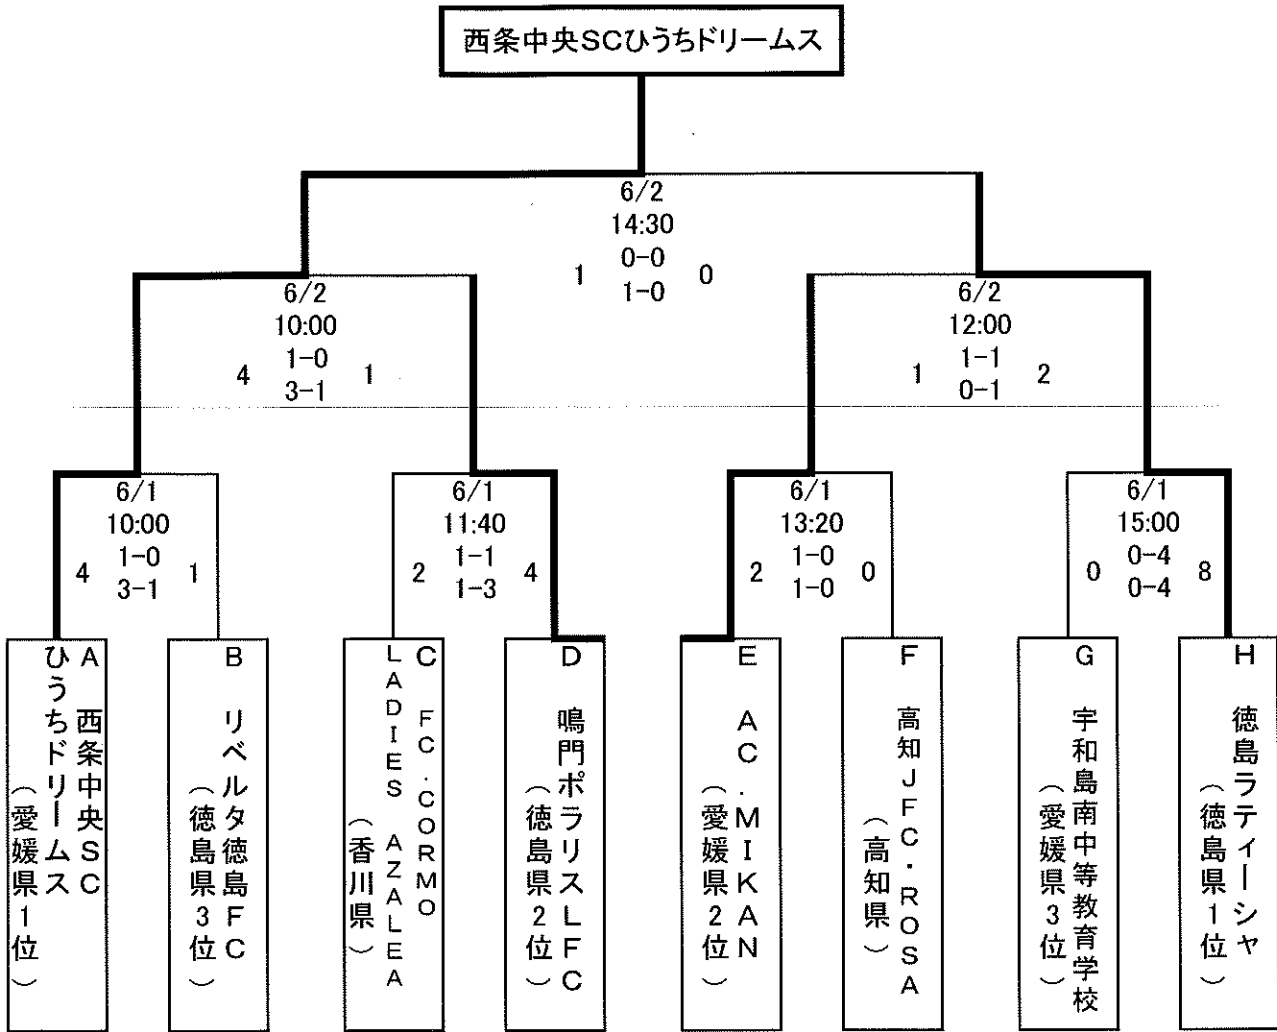 西条中央SCひうちドリームス
6/2
14:30
0-0
1 0
1-0
6/2
10:00
1-0
4 1
3-1
6/2
12:00
1-1
1 2
0-1
6/1
10:00
1-0
4 1
3-1
6/1
11:40
1-1
2 4
1-3
6/1
13:20
1-0
2 0
1-0
6/1
15:00
0-4
0 8
0-4
A 西条中央SC
ひうちドリームス
(愛媛県1位)
B リベルタ徳島FC
(徳島県3位)
C FC.CORMO
LADIES AZALEA
(香川県)
D 鳴門ポラリスLFC
(徳島県2位)
E AC.MIKAN
(愛媛県2位)
F 高知JFC・ROSA
(高知県)
G 宇和島南中等教育学校
(愛媛県3位)
H 徳島ラティーシャ
(徳島県1位)